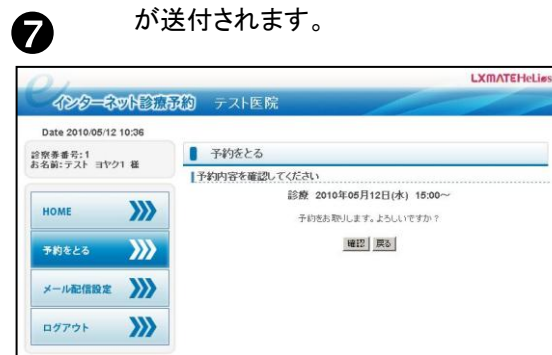 が送付されます。
❼
LXMATEHeLios
インターネット診療予約 テスト医院
Date 2010/05/12 10:36
診察券番号:1
お名前:テスト ヨヤク1 様
予約をとる
予約内容を確認してください
診療 2010年05月12日(水) 15:00～
予約をお取りします。よろしいですか？
確認 戻る
HOME
予約をとる
メール配信設定
ログアウト